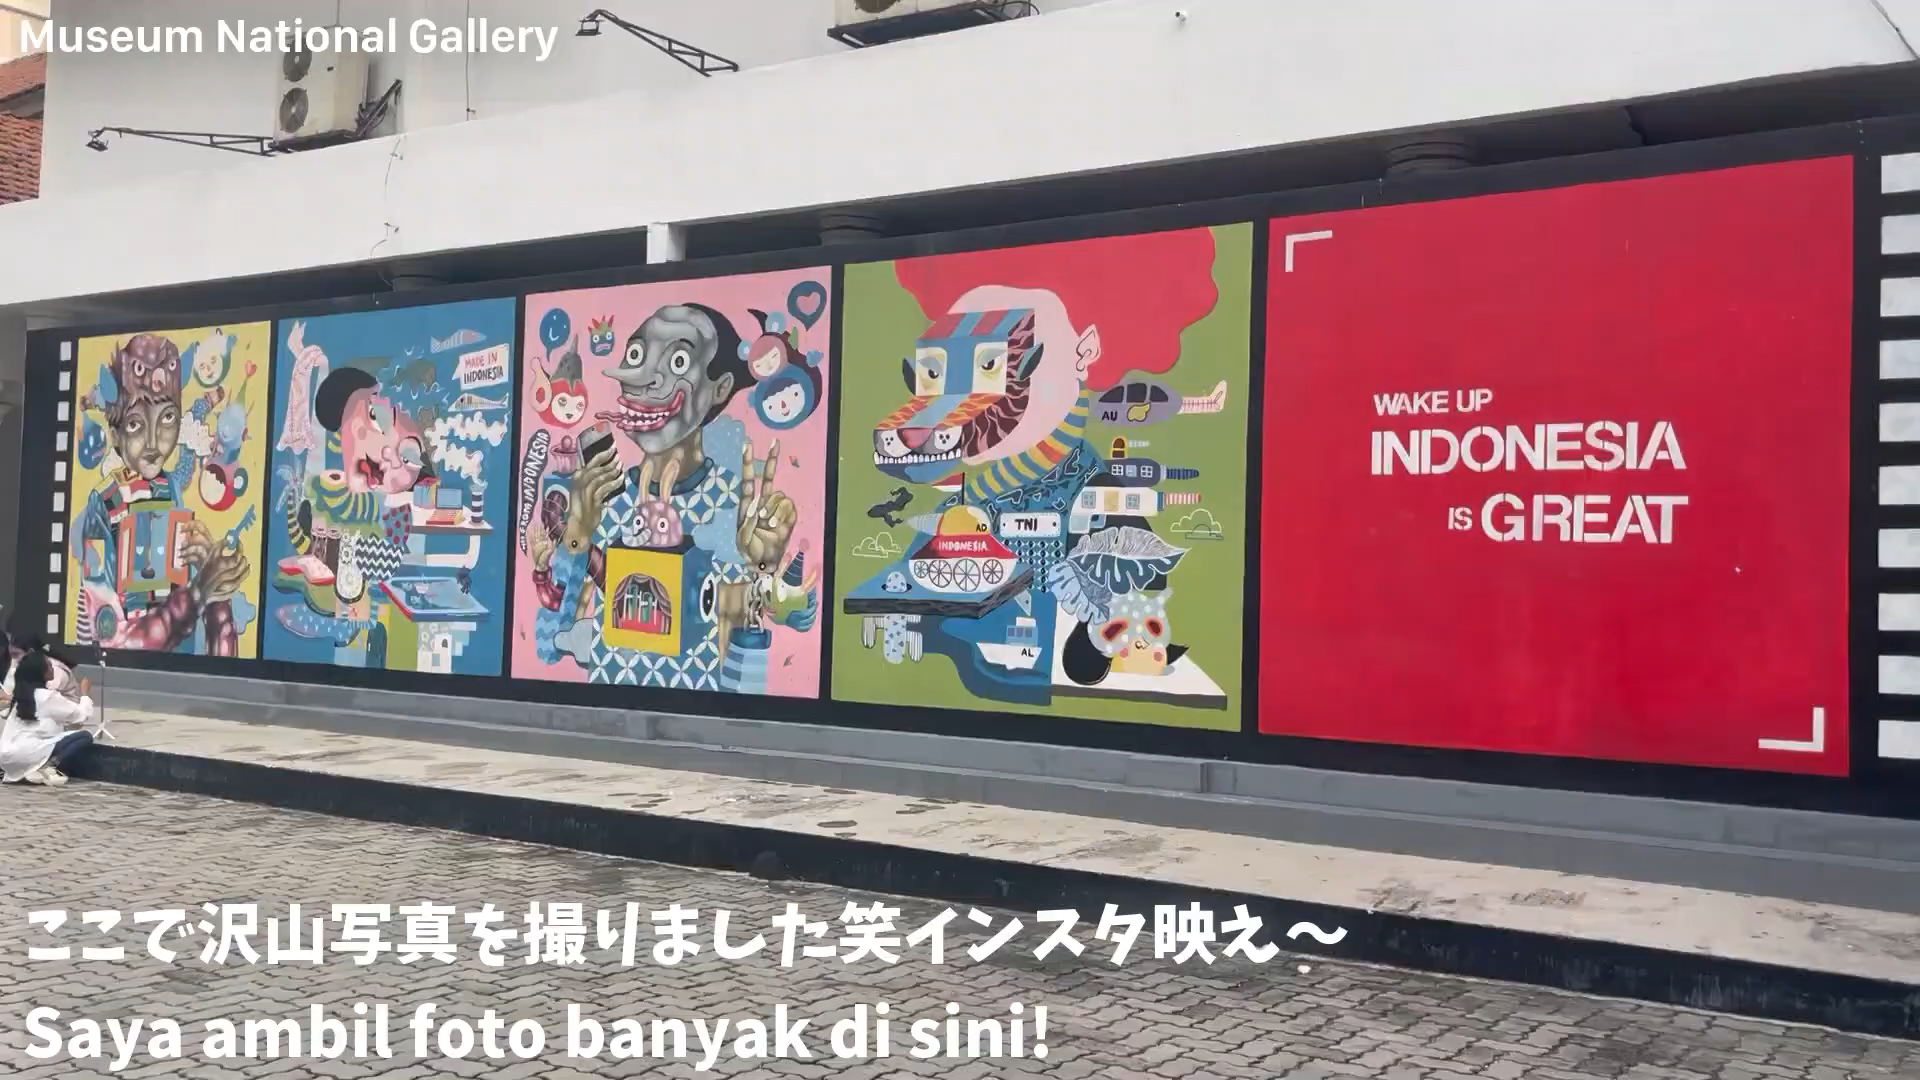 Museum National Gallery
MADE IN
INDONESIA
FROM INDONESIA
AU
AD
TNI
INDONESIA
AL
WAKE UP
INDONESIA
IS GREAT
ここで沢山写真を撮りました笑インスタ映え〜
Saya ambil foto banyak di sini!